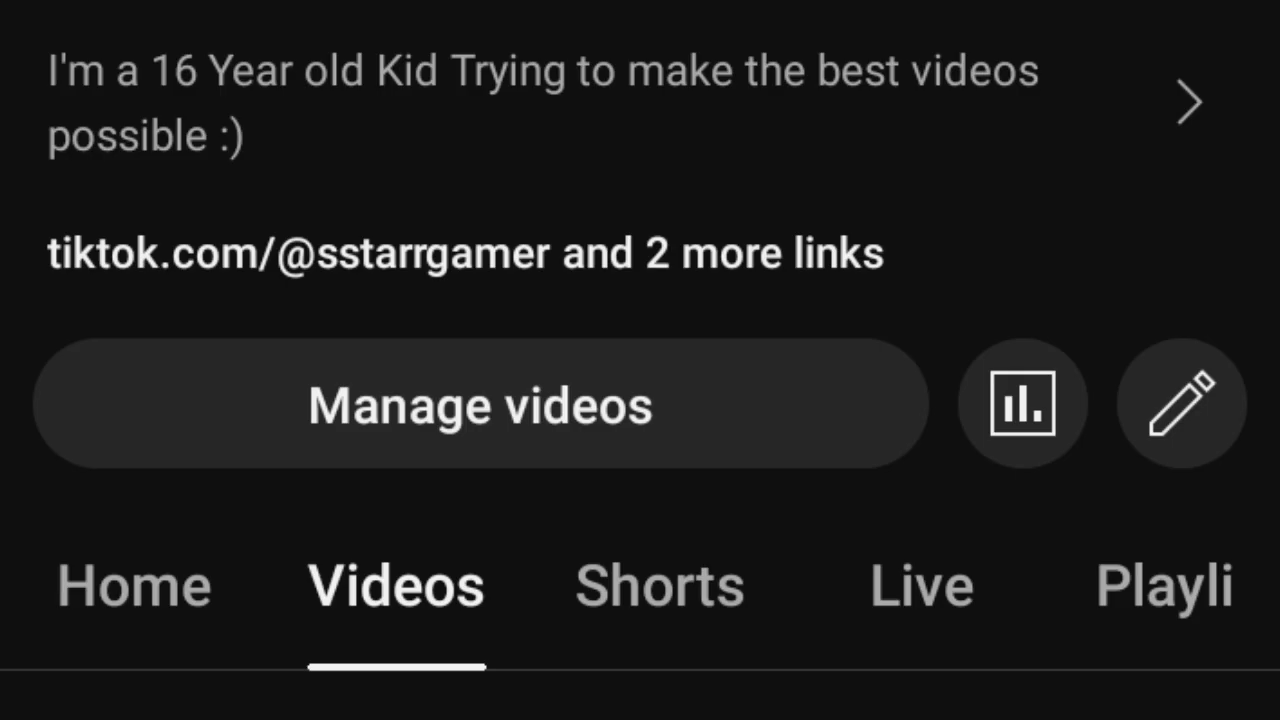 I'm a 16 Year old Kid Trying to make the best videos
possible :)
tiktok.com/@sstarrgamer and 2 more links
Manage videos
Home Videos Shorts Live Playli